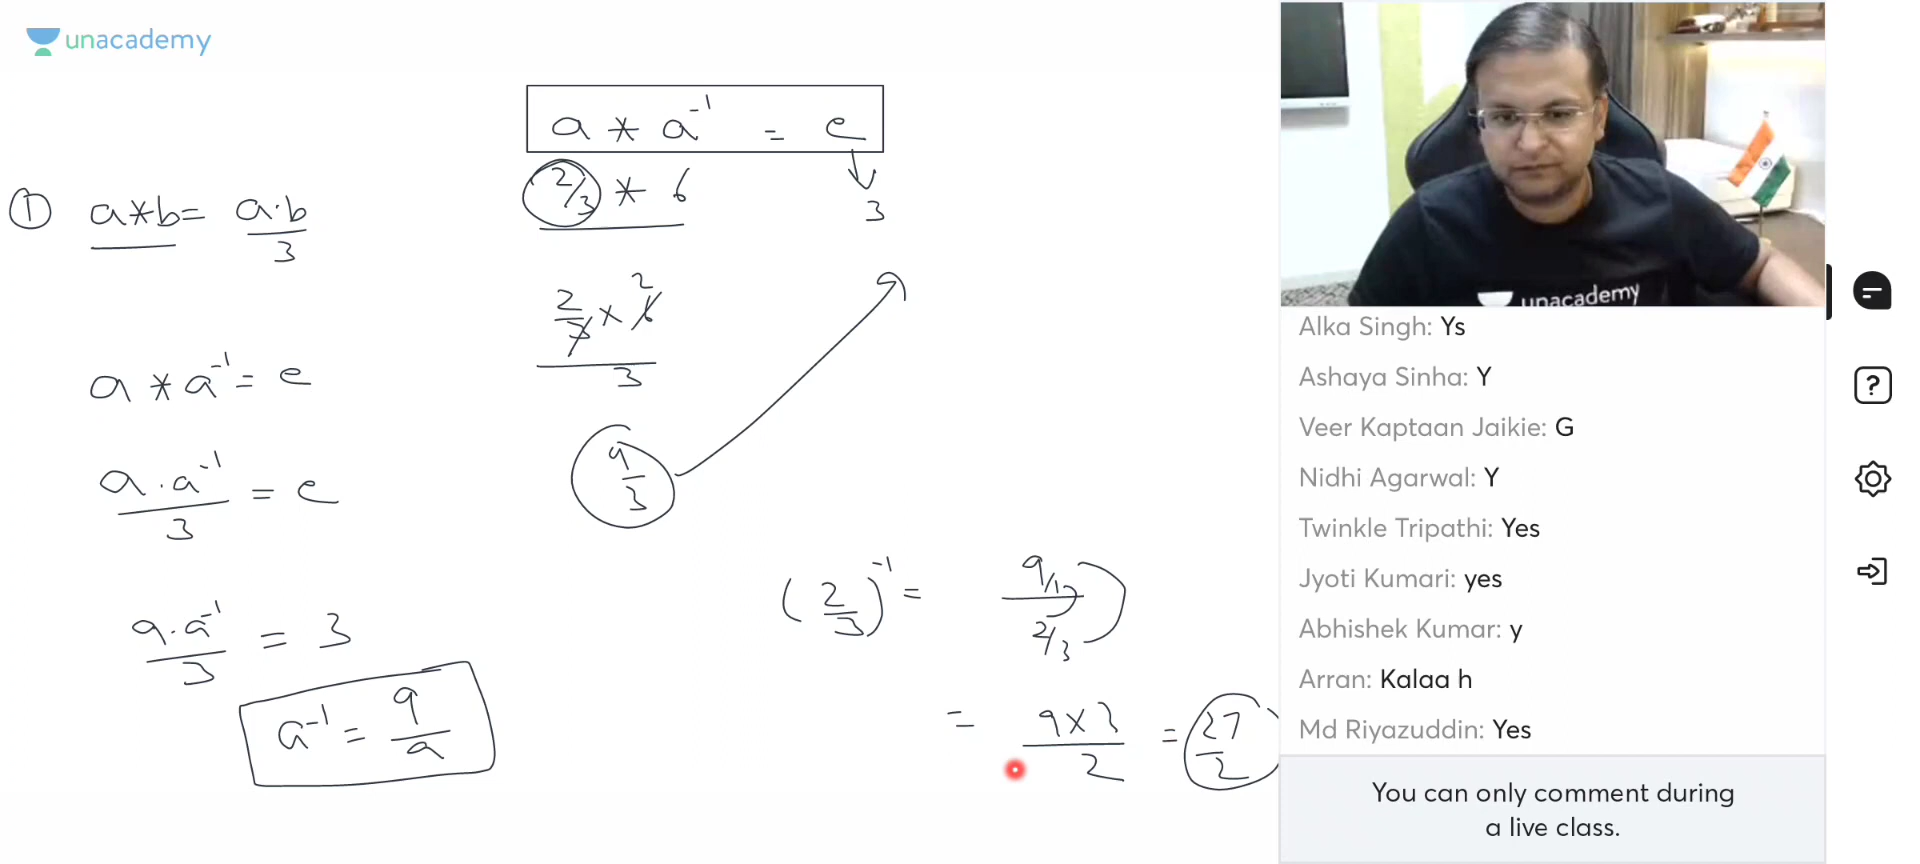 unacademy
a * a⁻¹ = e
3
2/3 * 6
① a*b = a·b/3
2/3 × 6 2
3
a * a⁻¹ = e
9/3
a·a⁻¹/3 = e
(2/3)⁻¹ =
2/3
a·a⁻¹/3 = 3
a⁻¹ = 9/a
= 9×3/2 = 27/2
unacademy
Alka Singh: Ys
Ashaya Sinha: Y
Veer Kaptaan Jaikie: G
Nidhi Agarwal: Y
Twinkle Tripathi: Yes
Jyoti Kumari: yes
Abhishek Kumar: y
Arran: Kalaa h
Md Riyazuddin: Yes
You can only comment during
a live class.